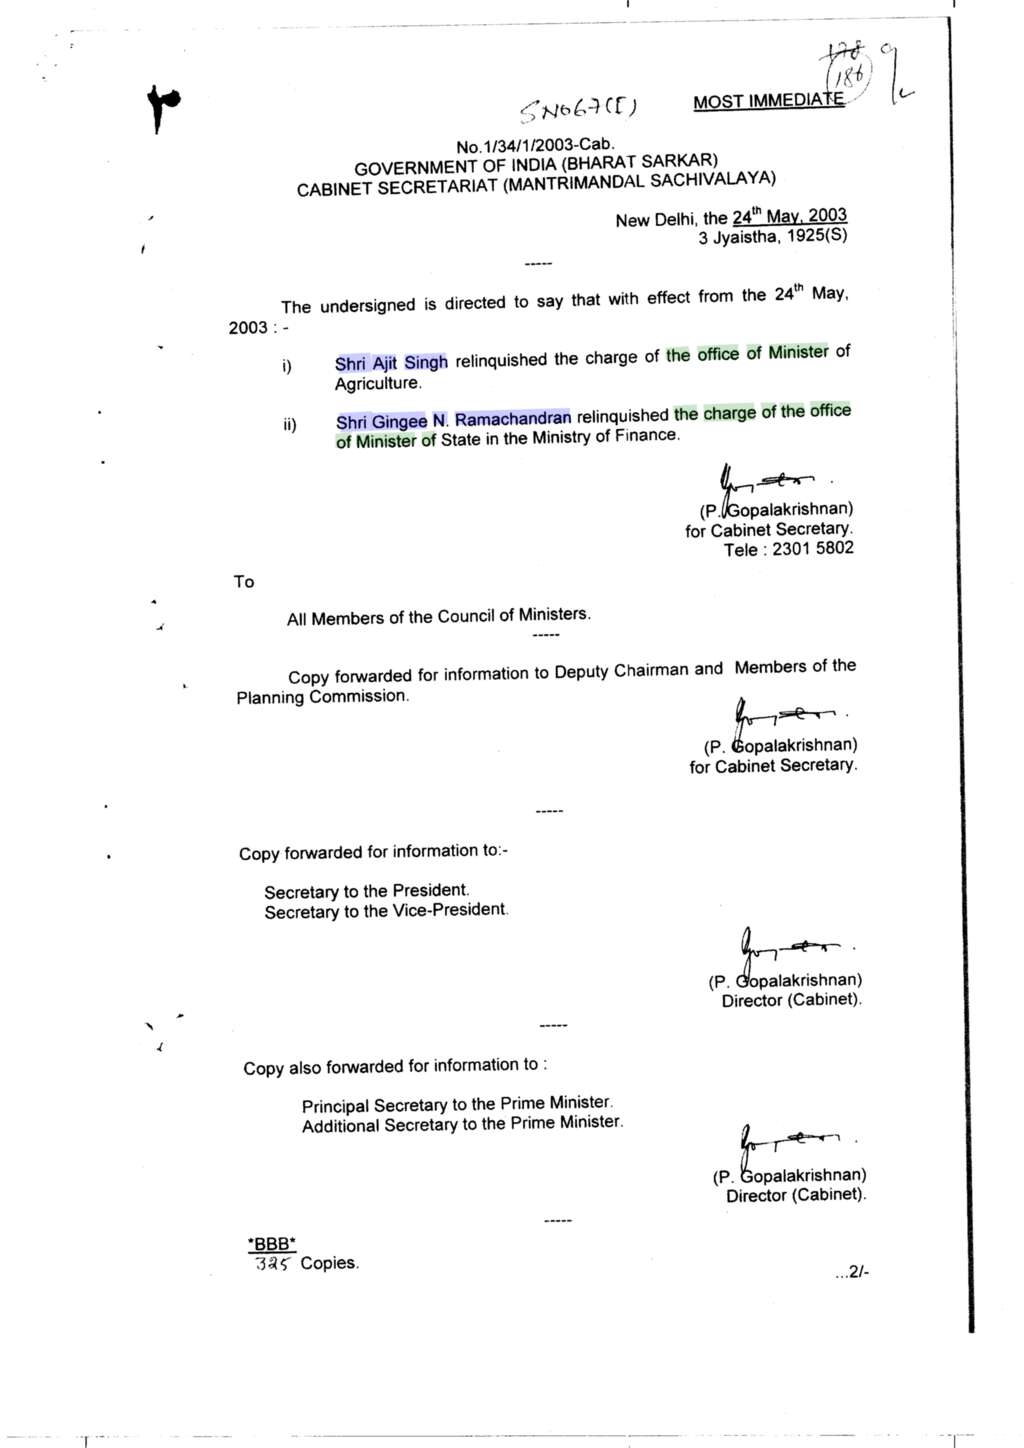 178
186
SN067(E)
MOST IMMEDIATE
No.1/34/1/2003-Cab.
GOVERNMENT OF INDIA (BHARAT SARKAR)
CABINET SECRETARIAT (MANTRIMANDAL SACHIVALAYA)
New Delhi, the 24th May, 2003
3 Jyaistha, 1925(S)
-----
The undersigned is directed to say that with effect from the 24th May,
2003 : -
i) Shri Ajit Singh relinquished the charge of the office of Minister of
Agriculture.
ii) Shri Gingee N. Ramachandran relinquished the charge of the office
of Minister of State in the Ministry of Finance.
(P. Gopalakrishnan)
for Cabinet Secretary.
Tele : 2301 5802
To
All Members of the Council of Ministers.
-----
Copy forwarded for information to Deputy Chairman and Members of the
Planning Commission.
(P. Gopalakrishnan)
for Cabinet Secretary.
-----
Copy forwarded for information to:-
Secretary to the President.
Secretary to the Vice-President.
(P. Gopalakrishnan)
Director (Cabinet).
-----
Copy also forwarded for information to :
Principal Secretary to the Prime Minister.
Additional Secretary to the Prime Minister.
(P. Gopalakrishnan)
Director (Cabinet).
-----
*BBB*
325 Copies.
...2/-